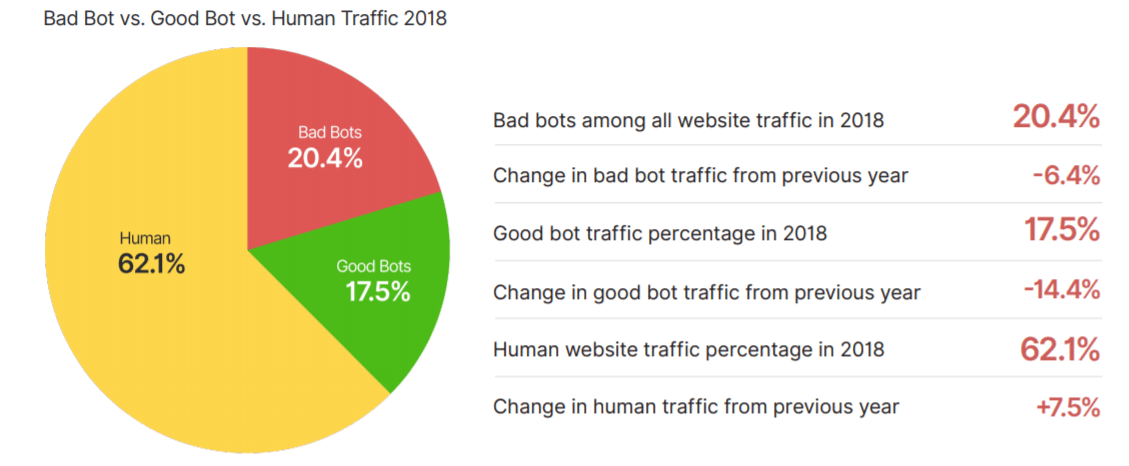 Bad Bot vs. Good Bot vs. Human Traffic 2018
Bad Bots
20.4%
Good Bots
17.5%
Human
62.1%
Bad bots among all website traffic in 2018 20.4%
Change in bad bot traffic from previous year -6.4%
Good bot traffic percentage in 2018 17.5%
Change in good bot traffic from previous year -14.4%
Human website traffic percentage in 2018 62.1%
Change in human traffic from previous year +7.5%